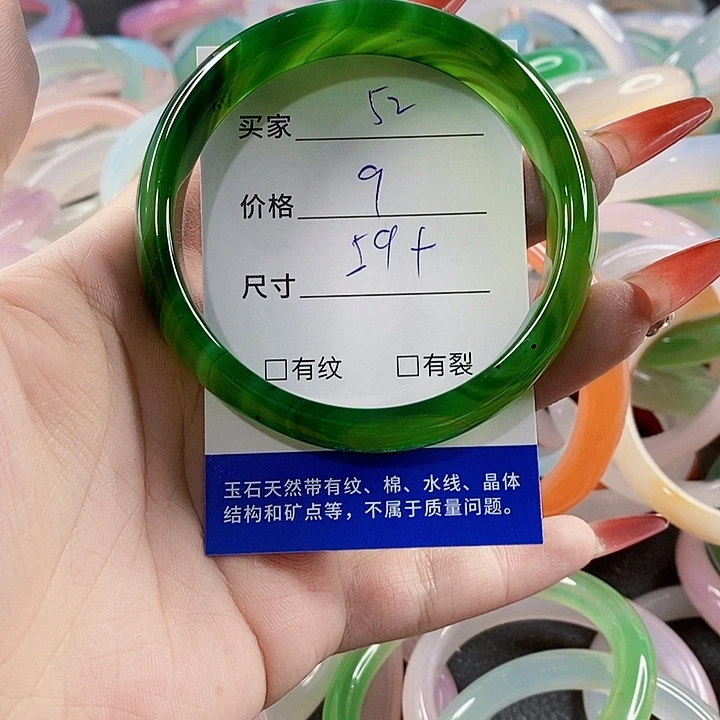 买家 52
价格 9
尺寸 59+
□有纹 □有裂
玉石天然带有纹、棉、水线、晶体
结构和矿点等，不属于质量问题。